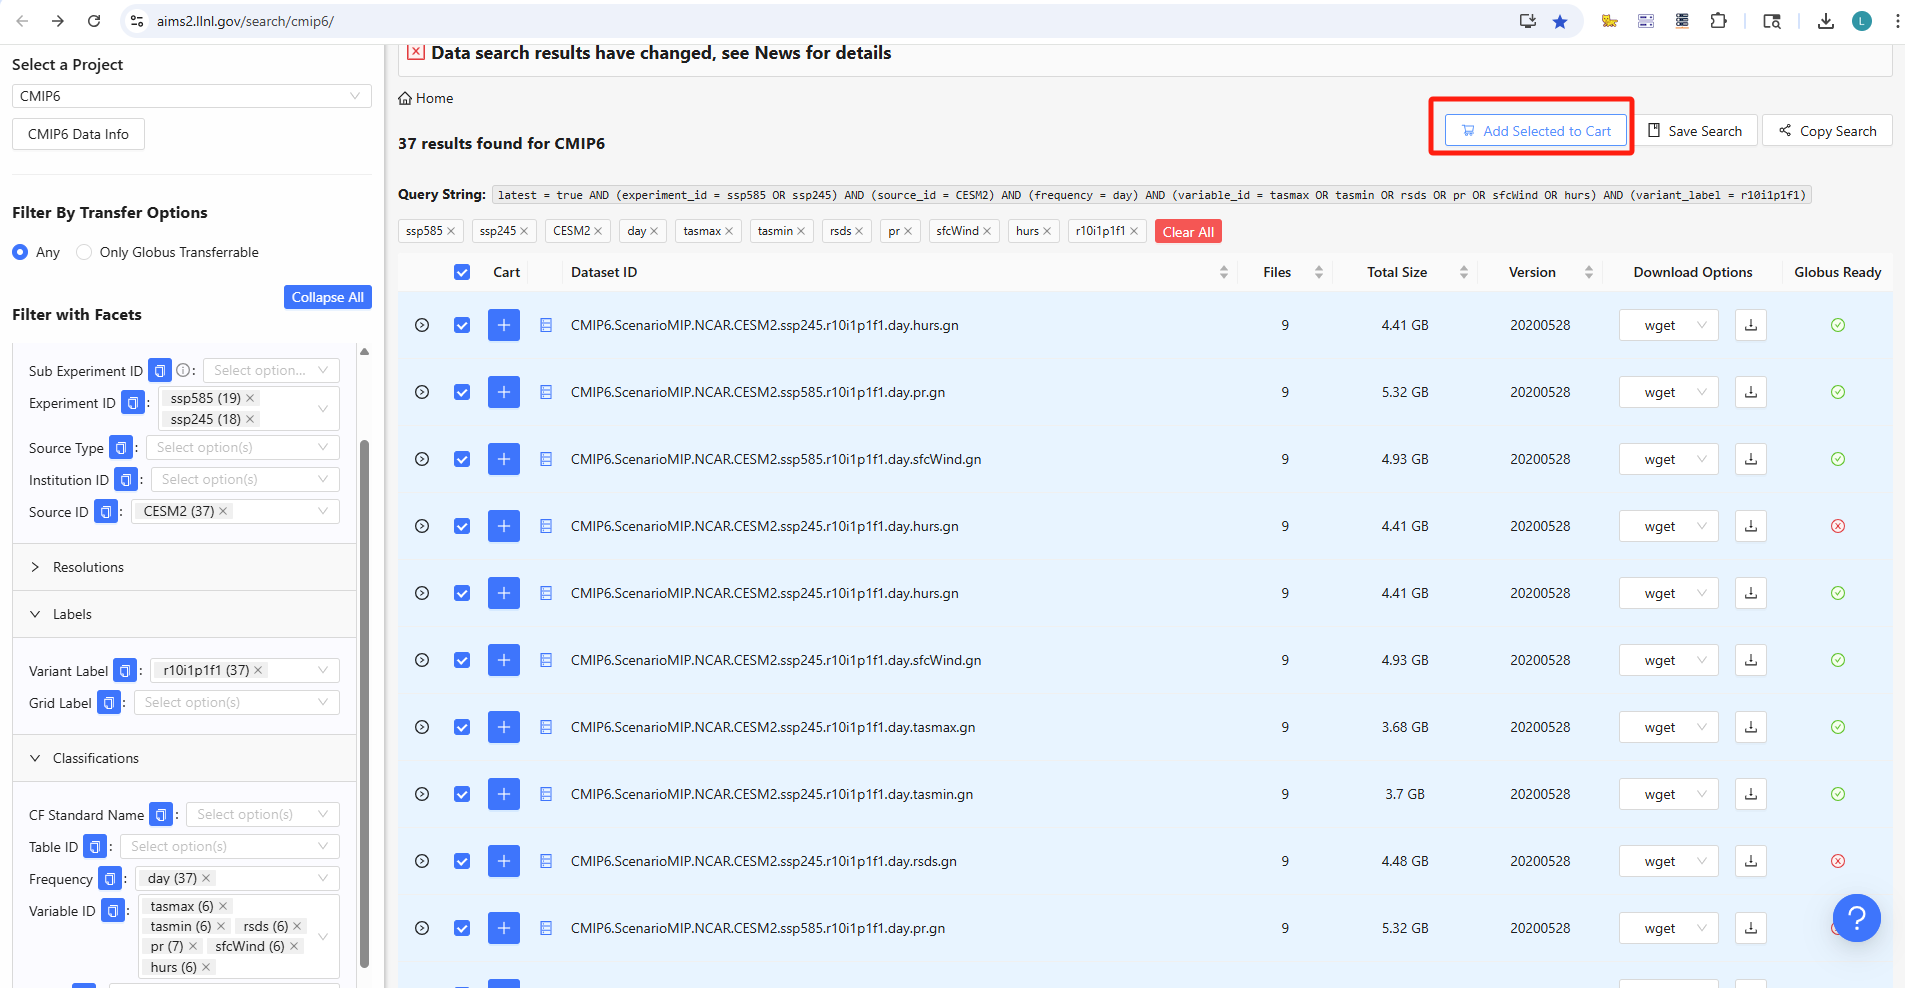 aims2.llnl.gov/search/cmip6/
L
Select a Project
CMIP6
CMIP6 Data Info
Filter By Transfer Options
Any
Only Globus Transferrable
Collapse All
Filter with Facets
Sub Experiment ID : Select option...
Experiment ID : ssp585 (19)
ssp245 (18)
Source Type : Select option(s)
Institution ID : Select option(s)
Source ID : CESM2 (37)
Resolutions
Labels
Variant Label : r10i1p1f1 (37)
Grid Label : Select option(s)
Classifications
CF Standard Name : Select option(s)
Table ID : Select option(s)
Frequency : day (37)
Variable ID : tasmax (6)
tasmin (6) rsds (6)
pr (7) sfcWind (6)
hurs (6)
Data search results have changed, see News for details
Home
37 results found for CMIP6
Add Selected to Cart
Save Search
Copy Search
Query String: latest = true AND (experiment_id = ssp585 OR ssp245) AND (source_id = CESM2) AND (frequency = day) AND (variable_id = tasmax OR tasmin OR rsds OR pr OR sfcWind OR hurs) AND (variant_label = r10i1p1f1)
ssp585 ssp245 CESM2 day tasmax tasmin rsds pr sfcWind hurs r10i1p1f1 Clear All
Cart Dataset ID Files Total Size Version Download Options Globus Ready
CMIP6.ScenarioMIP.NCAR.CESM2.ssp245.r10i1p1f1.day.hurs.gn 9 4.41 GB 20200528 wget
CMIP6.ScenarioMIP.NCAR.CESM2.ssp585.r10i1p1f1.day.pr.gn 9 5.32 GB 20200528 wget
CMIP6.ScenarioMIP.NCAR.CESM2.ssp585.r10i1p1f1.day.sfcWind.gn 9 4.93 GB 20200528 wget
CMIP6.ScenarioMIP.NCAR.CESM2.ssp245.r10i1p1f1.day.hurs.gn 9 4.41 GB 20200528 wget
CMIP6.ScenarioMIP.NCAR.CESM2.ssp245.r10i1p1f1.day.hurs.gn 9 4.41 GB 20200528 wget
CMIP6.ScenarioMIP.NCAR.CESM2.ssp245.r10i1p1f1.day.sfcWind.gn 9 4.93 GB 20200528 wget
CMIP6.ScenarioMIP.NCAR.CESM2.ssp245.r10i1p1f1.day.tasmax.gn 9 3.68 GB 20200528 wget
CMIP6.ScenarioMIP.NCAR.CESM2.ssp245.r10i1p1f1.day.tasmin.gn 9 3.7 GB 20200528 wget
CMIP6.ScenarioMIP.NCAR.CESM2.ssp245.r10i1p1f1.day.rsds.gn 9 4.48 GB 20200528 wget
CMIP6.ScenarioMIP.NCAR.CESM2.ssp585.r10i1p1f1.day.pr.gn 9 5.32 GB 20200528 wget
?